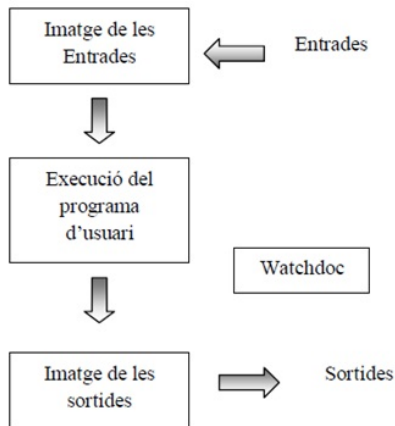 Imatge de les
Entrades
Entrades
Execució del
programa
d'usuari
Watchdoc
Imatge de les
sortides
Sortides